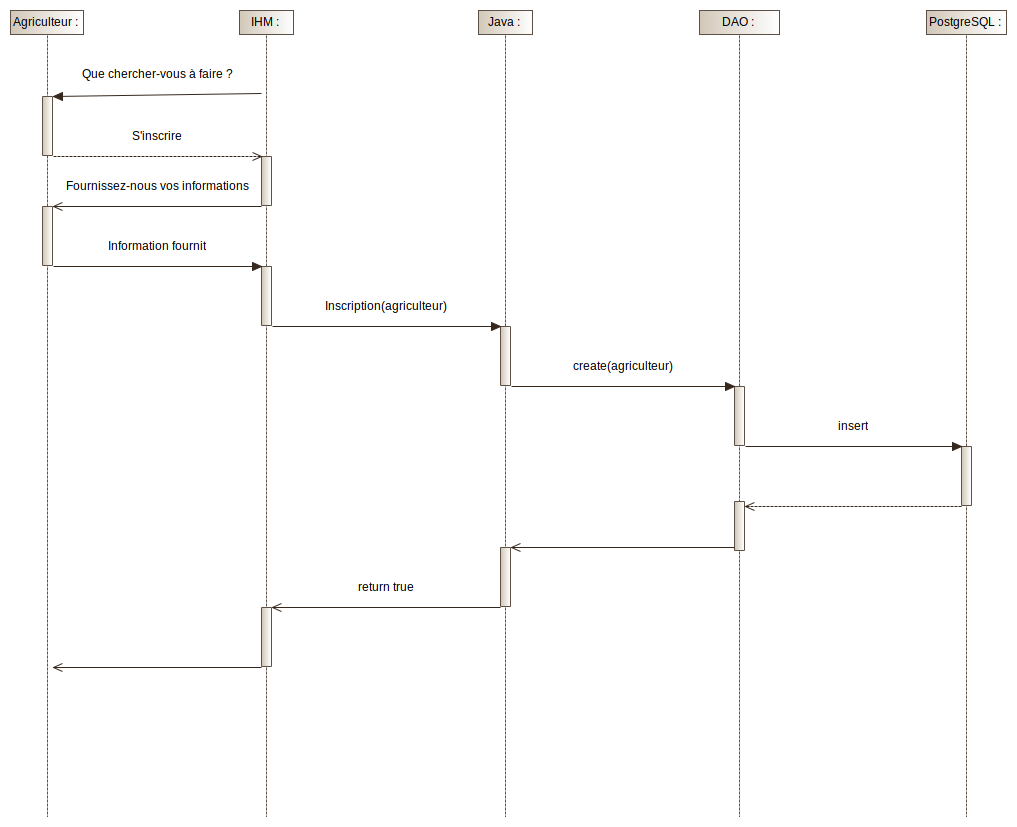 Agriculteur :
IHM :
Java :
DAO :
PostgreSQL :
Que chercher-vous à faire ?
S'inscrire
Fournissez-nous vos informations
Information fournit
Inscription(agriculteur)
create(agriculteur)
insert
return true